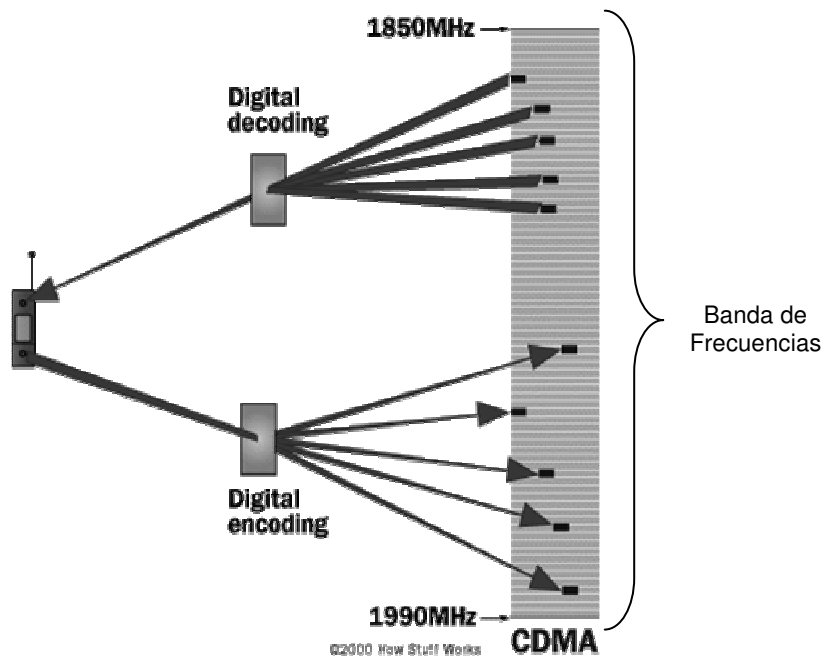 1850MHz
Digital
decoding
Banda de
Frecuencias
Digital
encoding
1990MHz
CDMA
©2000 How Stuff Works